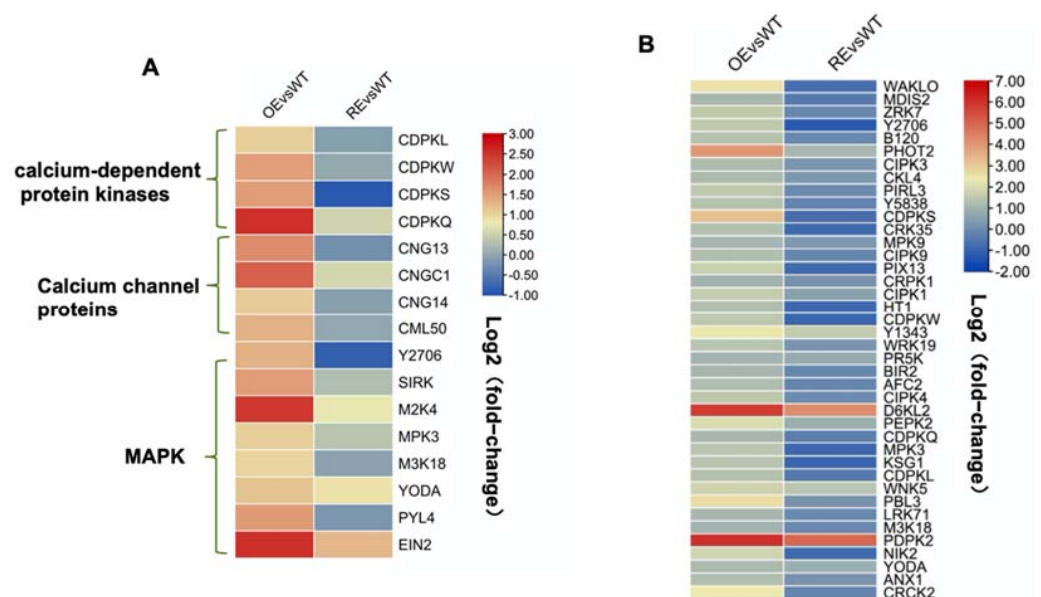 A
OEvsWT
REvsWT
calcium-dependent
protein kinases
Calcium channel
proteins
MAPK
CDPKL
CDPKW
CDPKS
CDPKQ
CNG13
CNGC1
CNG14
CML50
Y2706
SIRK
M2K4
MPK3
M3K18
YODA
PYL4
EIN2
3.00
2.50
2.00
1.50
1.00
0.50
0.00
-0.50
-1.00
Log2（fold-change）
B
OEvsWT
REvsWT
WAKLO
MDIS2
ZRK7
Y2706
B120
PHOT2
CIPK3
CKL4
PIRL3
Y5838
CDPKS
CRK35
MPK9
CIPK9
PIX13
CRPK1
CIPK1
HT1
CDPKW
Y1343
WRK19
PR5K
BIR2
AFC2
CIPK4
D6KL2
PEPK2
CDPKQ
MPK3
KSG1
CDPKL
WNK5
PBL3
LRK71
M3K18
PDPK2
NIK2
YODA
ANX1
CRCK2
7.00
6.00
5.00
4.00
3.00
2.00
1.00
0.00
-1.00
-2.00
Log2（fold-change）